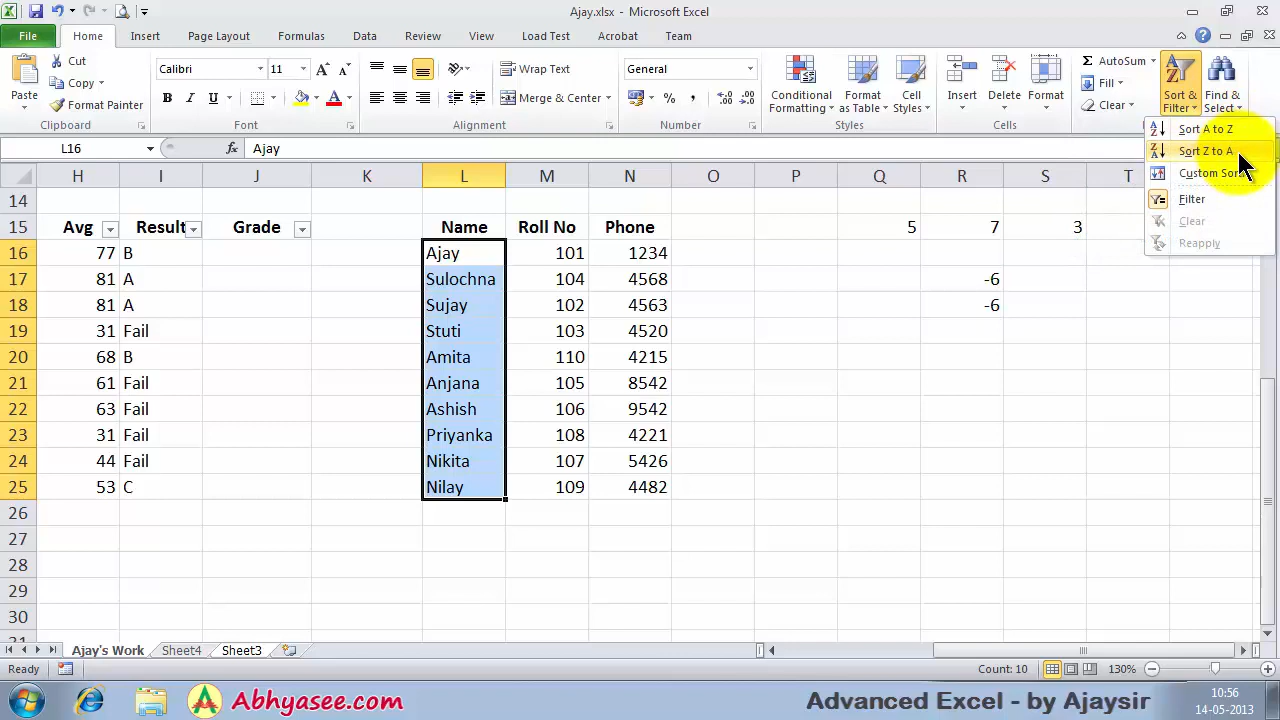 Ajay.xlsx - Microsoft Excel
File Home Insert Page Layout Formulas Data Review View Load Test Acrobat Team
Paste Cut Copy Format Painter Clipboard
Calibri 11 B I U Font
Wrap Text Merge & Center Alignment
General % , Number
Conditional Formatting Format as Table Cell Styles Styles
Insert Delete Format Cells
AutoSum Fill Clear Sort & Filter Find & Select
Sort A to Z
Sort Z to A
Custom Sor
Filter
Clear
Reapply
L16 fx Ajay
H I J K L M N O P Q R S T
14
15 Avg Result Grade Name Roll No Phone 5 7 3
16 77 B Ajay 101 1234
17 81 A Sulochna 104 4568 -6
18 81 A Sujay 102 4563 -6
19 31 Fail Stuti 103 4520
20 68 B Amita 110 4215
21 61 Fail Anjana 105 8542
22 63 Fail Ashish 106 9542
23 31 Fail Priyanka 108 4221
24 44 Fail Nikita 107 5426
25 53 C Nilay 109 4482
26
27
28
29
30
Ajay's Work Sheet4 Sheet3
Ready Count: 10 130%
Abhyasee.com Advanced Excel - by Ajaysir 10:56
14-05-2013